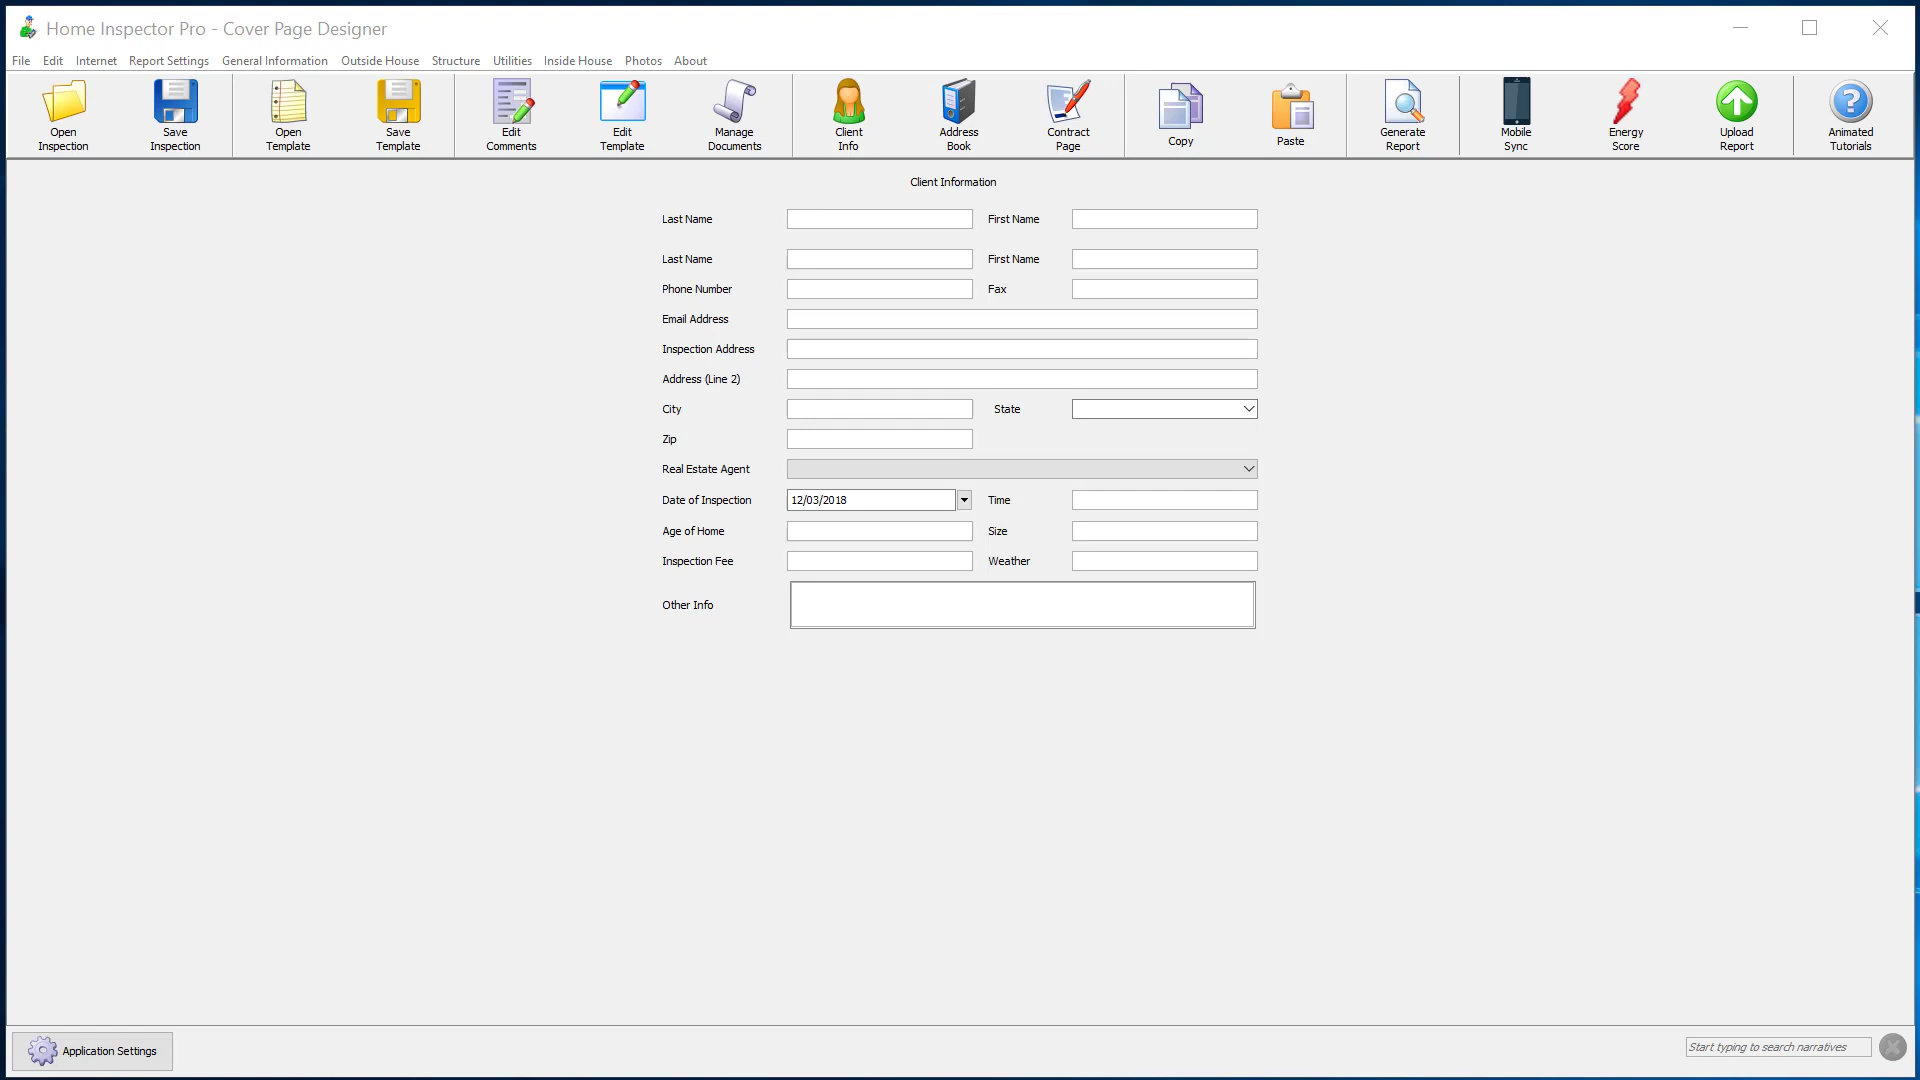 Home Inspector Pro - Cover Page Designer
File Edit Internet Report Settings General Information Outside House Structure Utilities Inside House Photos About
Open Inspection
Save Inspection
Open Template
Save Template
Edit Comments
Edit Template
Manage Documents
Client Info
Address Book
Contract Page
Copy
Paste
Generate Report
Mobile Sync
Energy Score
Upload Report
Animated Tutorials
Client Information
Last Name First Name
Last Name First Name
Phone Number Fax
Email Address
Inspection Address
Address (Line 2)
City State
Zip
Real Estate Agent
Date of Inspection 12/03/2018 Time
Age of Home Size
Inspection Fee Weather
Other Info
Application Settings
Start typing to search narratives